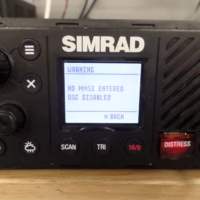 SIMRAD
WARNING
NO MMSI ENTERED
DSC DISABLED
X BACK
SCAN
TRI
16/9
DISTRESS